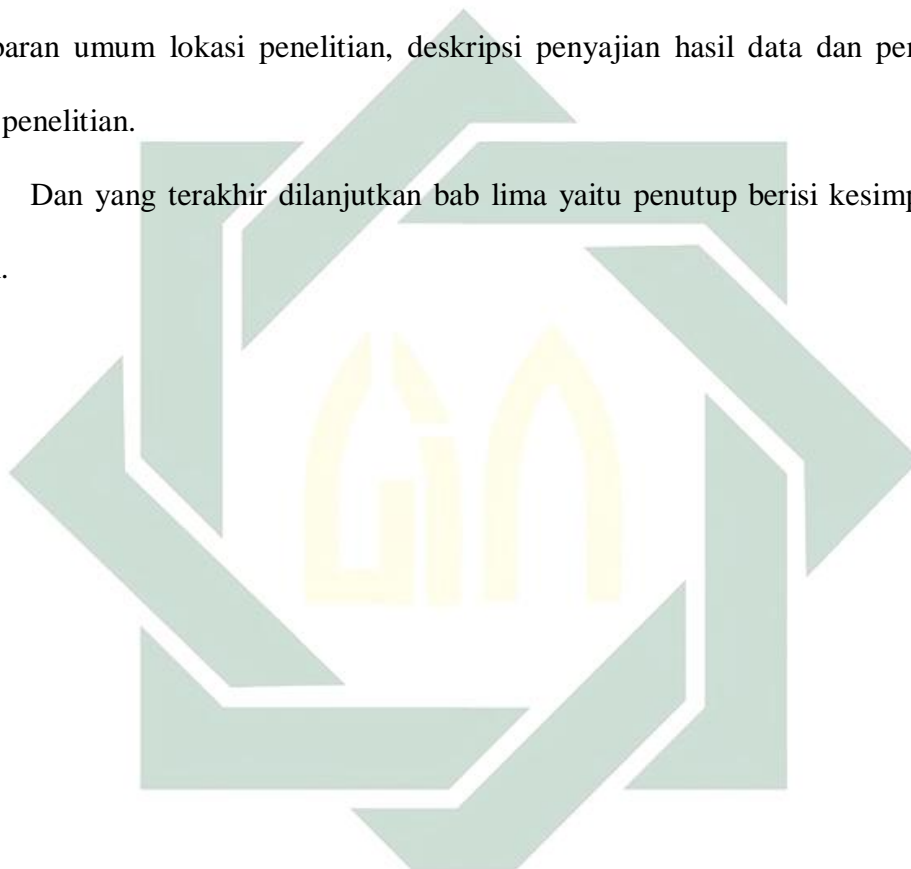 baran umum lokasi penelitian, deskripsi penyajian hasil data dan per
penelitian.
Dan yang terakhir dilanjutkan bab lima yaitu penutup berisi kesimp